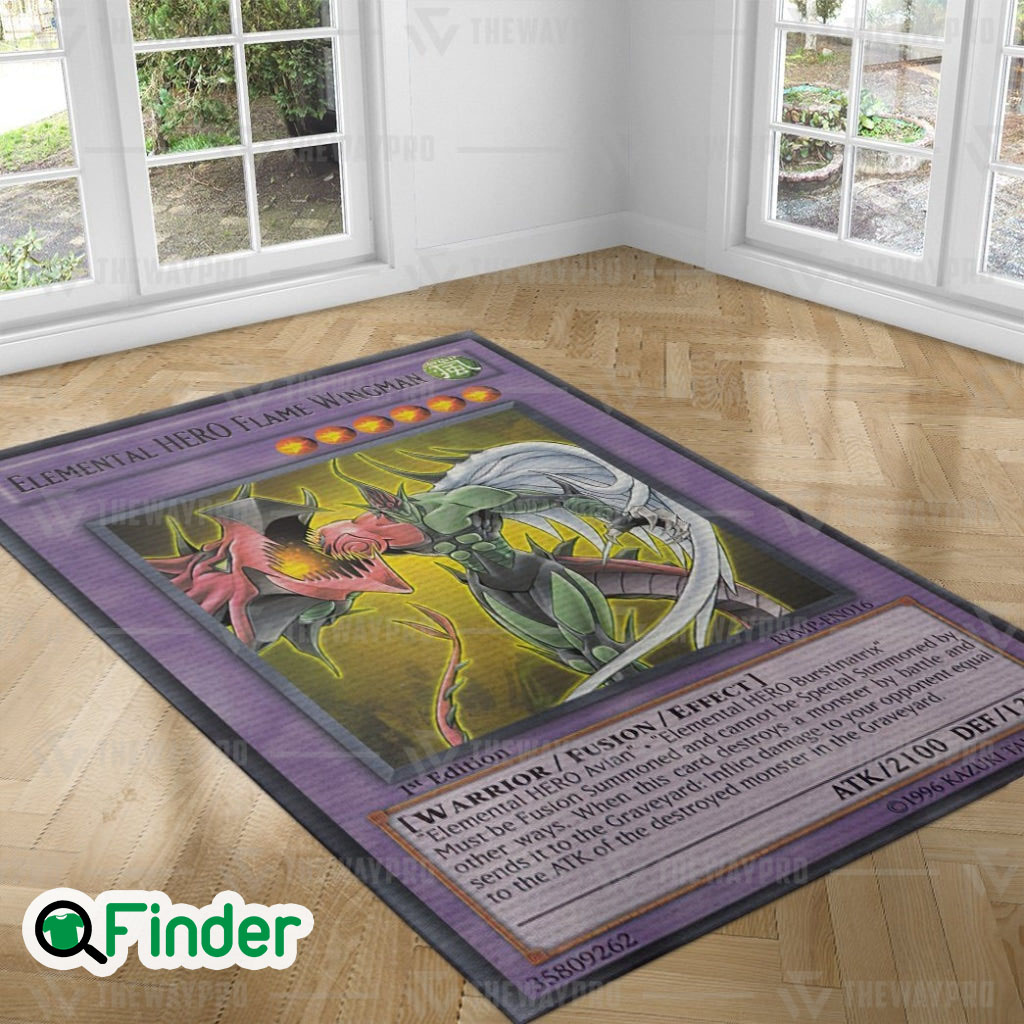 THEWAYPRO
ELEMENTAL HERO FLAME WINGMAN
風
EYMP-EN016
1st Edition
[WARRIOR / FUSION / EFFECT]
"Elemental HERO Avian" + "Elemental HERO Burstinatrix"
Must be Fusion Summoned and cannot be Special Summoned by
other ways. When this card destroys a monster by battle and
sends it to the Graveyard: Inflict damage to your opponent equal
to the ATK of the destroyed monster in the Graveyard.
ATK/2100 DEF/12
35809262
©1996 KAZUKI TA
Finder